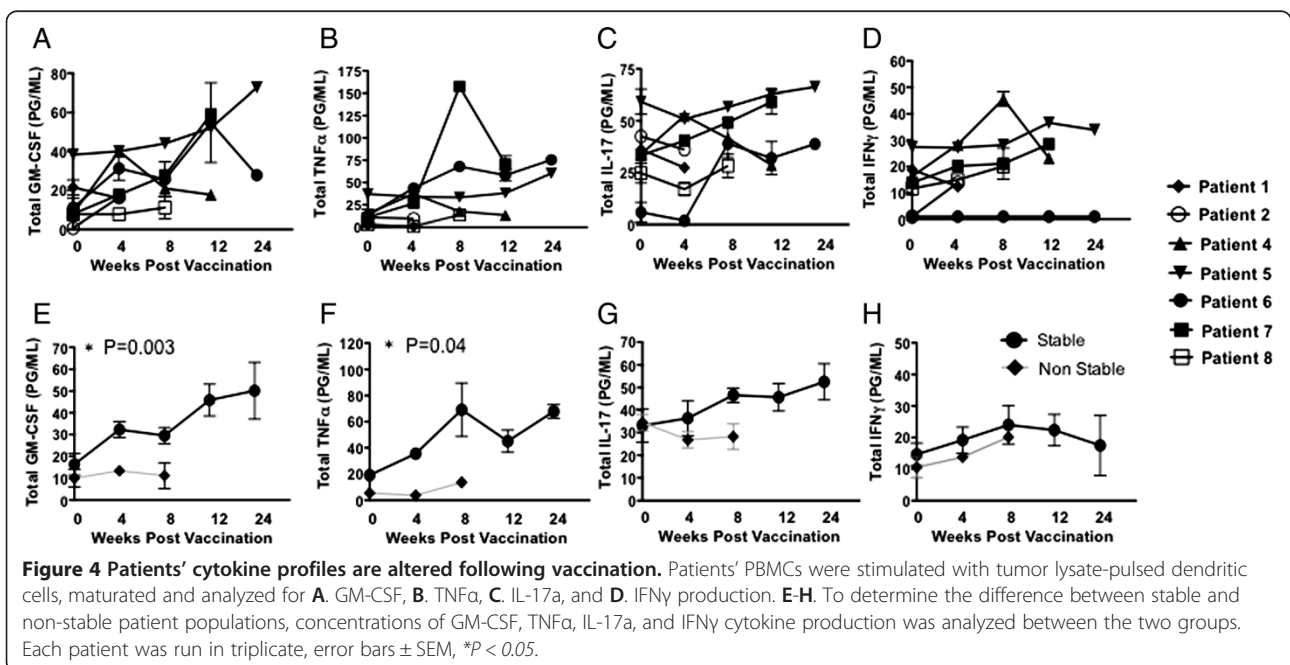 A
B
C
D
Total GM-CSF (PG/ML)
80
60
40
20
0
0 4 8 12 24
Weeks Post Vaccination
Total TNFα (PG/ML)
175
150
125
100
75
50
25
0
0 4 8 12 24
Weeks Post Vaccination
Total IL-17 (PG/ML)
75
50
25
0
0 4 8 12 24
Weeks Post Vaccination
Total IFNγ (PG/ML)
60
50
40
30
20
10
0
0 4 8 12 24
Weeks Post Vaccination
Patient 1
Patient 2
Patient 4
Patient 5
Patient 6
Patient 7
Patient 8
E
F
G
H
* P=0.003
Total GM-CSF (PG/ML)
70
60
50
40
30
20
10
0
0 4 8 12 24
Weeks Post Vaccination
* P=0.04
Total TNFα (PG/ML)
120
100
80
60
40
20
0
0 4 8 12 24
Weeks Post Vaccination
Total IL-17 (PG/ML)
70
60
50
40
30
20
10
0
0 4 8 12 24
Weeks Post Vaccination
Stable
Non Stable
Total IFNγ (PG/ML)
50
40
30
20
10
0
0 4 8 12 24
Weeks Post Vaccination
Figure 4 Patients' cytokine profiles are altered following vaccination. Patients' PBMCs were stimulated with tumor lysate-pulsed dendritic
cells, maturated and analyzed for A. GM-CSF, B. TNFα, C. IL-17a, and D. IFNγ production. E-H. To determine the difference between stable and
non-stable patient populations, concentrations of GM-CSF, TNFα, IL-17a, and IFNγ cytokine production was analyzed between the two groups.
Each patient was run in triplicate, error bars ± SEM, *P < 0.05.